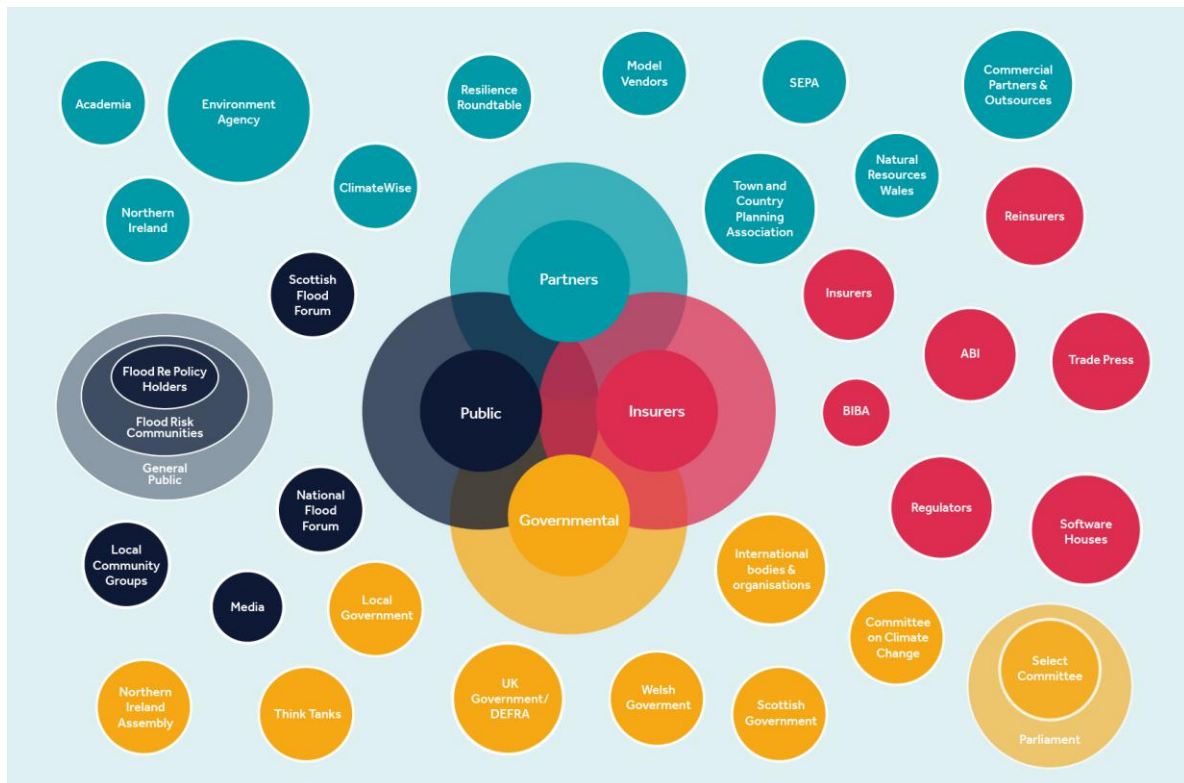 Academia
Environment
Agency
Resilience
Roundtable
Model
Vendors
SEPA
Commercial
Partners &
Outsources
Northern
Ireland
ClimateWise
Town and
Country
Planning
Association
Natural
Resources
Wales
Reinsurers
Scottish
Flood
Forum
Partners
Insurers
Flood Re Policy
Holders
Flood Risk
Communities
General
Public
Public
Insurers
ABI
Trade Press
BIBA
National
Flood
Forum
Governmental
Regulators
Software
Houses
Local
Community
Groups
Media
Local
Government
International
bodies &
organisations
Committee
on Climate
Change
Select
Committee
Parliament
Northern
Ireland
Assembly
Think Tanks
UK
Government/
DEFRA
Welsh
Goverment
Scottish
Government